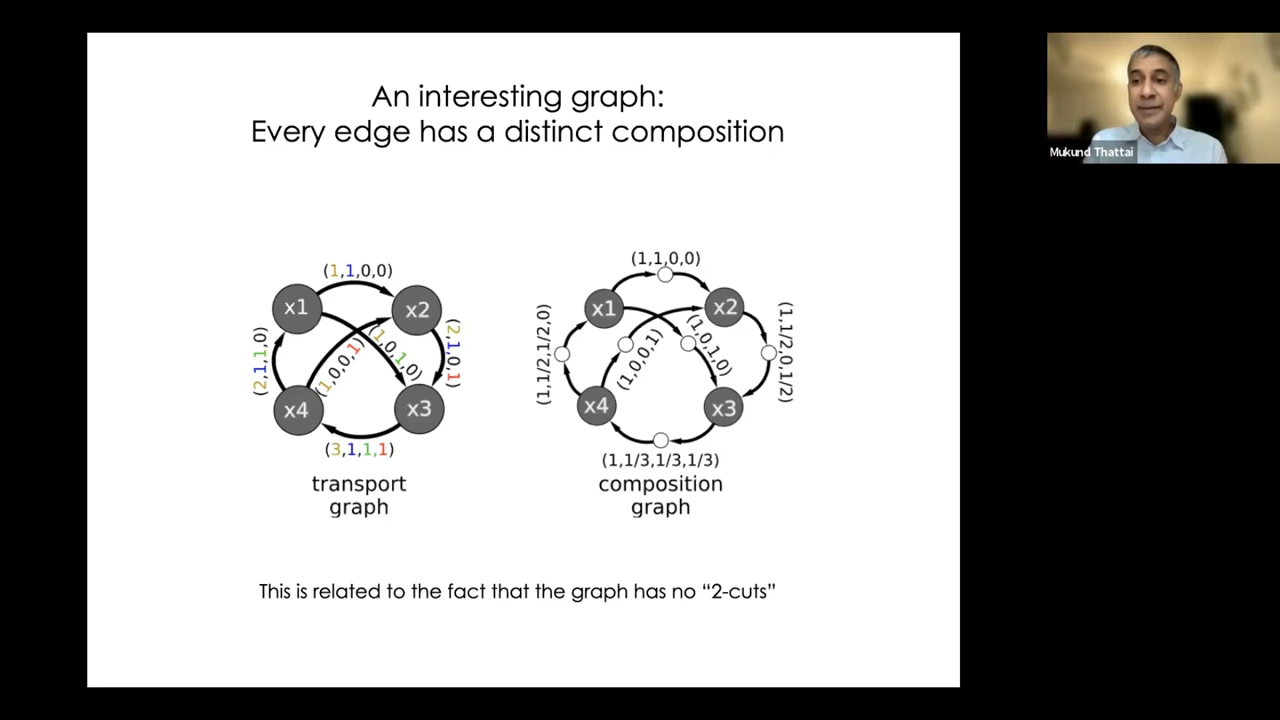 An interesting graph:
Every edge has a distinct composition
Mukund Thattai
(1,1,0,0)
x1
x2
(2,1,1,0)
(1,0,0,1)
(1,0,1,0)
(2,1,0,1)
x4
x3
(3,1,1,1)
transport
graph
(1,1,0,0)
x1
x2
(1,1/2,1/2,0)
(1,0,0,1)
(1,0,1,0)
(1,1/2,0,1/2)
x4
x3
(1,1/3,1/3,1/3)
composition
graph
This is related to the fact that the graph has no “2-cuts”